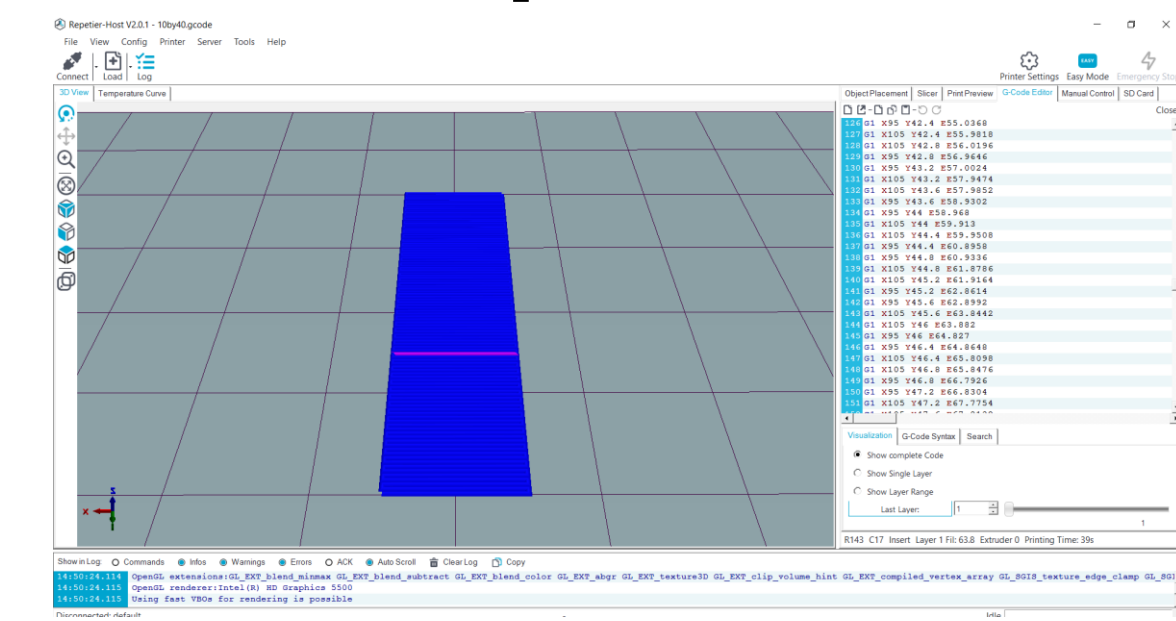 Repetier-Host V2.0.1 - 10by40.gcode
File View Config Printer Server Tools Help
Connect Load Log Printer Settings Easy Mode Emergency Stop
EASY
3D View Temperature Curve Object Placement Slicer Print Preview G-Code Editor Manual Control SD Card
Close
126 G1 X95 Y42.4 E55.0368
127 G1 X105 Y42.4 E55.9818
128 G1 X105 Y42.8 E56.0196
129 G1 X95 Y42.8 E56.9646
130 G1 X95 Y43.2 E57.0024
131 G1 X105 Y43.2 E57.9474
132 G1 X105 Y43.6 E57.9852
133 G1 X95 Y43.6 E58.9302
134 G1 X95 Y44 E58.968
135 G1 X105 Y44 E59.913
136 G1 X105 Y44.4 E59.9508
137 G1 X95 Y44.4 E60.8958
138 G1 X95 Y44.8 E60.9336
139 G1 X105 Y44.8 E61.8786
140 G1 X105 Y45.2 E61.9164
141 G1 X95 Y45.2 E62.8614
142 G1 X95 Y45.6 E62.8992
143 G1 X105 Y45.6 E63.8442
144 G1 X105 Y46 E63.882
145 G1 X95 Y46 E64.827
146 G1 X95 Y46.4 E64.8648
147 G1 X105 Y46.4 E65.8098
148 G1 X105 Y46.8 E65.8476
149 G1 X95 Y46.8 E66.7926
150 G1 X95 Y47.2 E66.8304
151 G1 X105 Y47.2 E67.7754
Visualization G-Code Syntax Search
Show complete Code
Show Single Layer
Show Layer Range
Last Layer: 1
1
z
x
R143 C17 Insert Layer 1 Fil: 63.8 Extruder 0 Printing Time: 39s
Show in Log: Commands Infos Warnings Errors ACK Auto Scroll Clear Log Copy
14:50:24.114 OpenGL extensions:GL_EXT_blend_minmax GL_EXT_blend_subtract GL_EXT_blend_color GL_EXT_abgr GL_EXT_texture3D GL_EXT_clip_volume_hint GL_EXT_compiled_vertex_array GL_SGIS_texture_edge_clamp GL_SGI
14:50:24.115 OpenGL renderer:Intel(R) HD Graphics 5500
14:50:24.115 Using fast VBOs for rendering is possible
Disconnected: default Idle